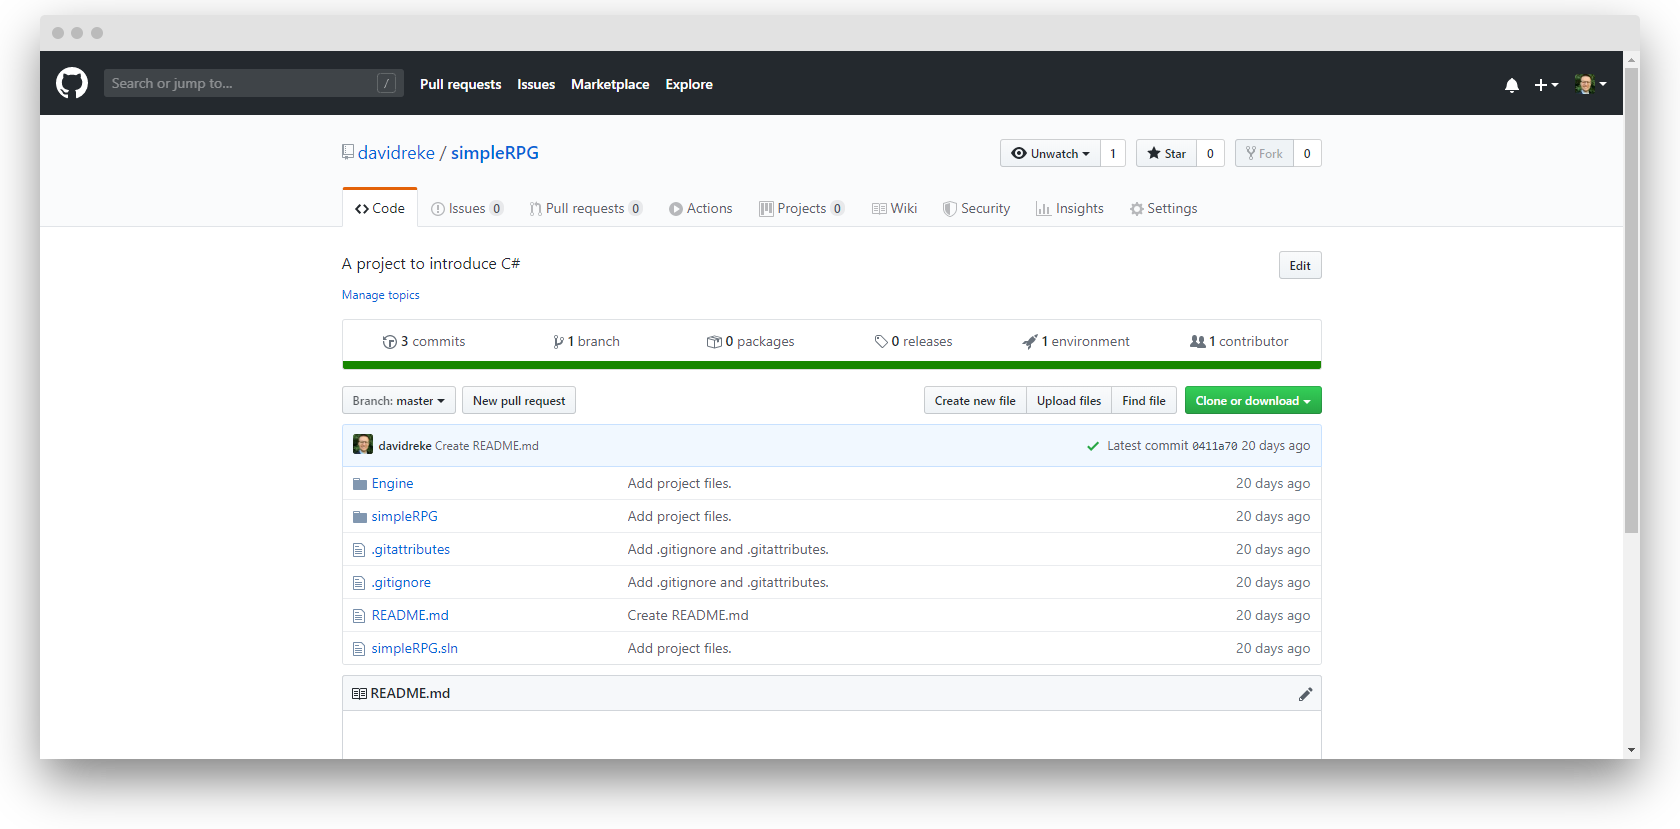 Search or jump to... /
Pull requests Issues Marketplace Explore
davidreke / simpleRPG
Unwatch 1 Star 0 Fork 0
Code Issues 0 Pull requests 0 Actions Projects 0 Wiki Security Insights Settings
A project to introduce C#
Edit
Manage topics
3 commits 1 branch 0 packages 0 releases 1 environment 1 contributor
Branch: master New pull request Create new file Upload files Find file Clone or download
davidreke Create README.md Latest commit 0411a70 20 days ago
Engine Add project files. 20 days ago
simpleRPG Add project files. 20 days ago
.gitattributes Add .gitignore and .gitattributes. 20 days ago
.gitignore Add .gitignore and .gitattributes. 20 days ago
README.md Create README.md 20 days ago
simpleRPG.sln Add project files. 20 days ago
README.md